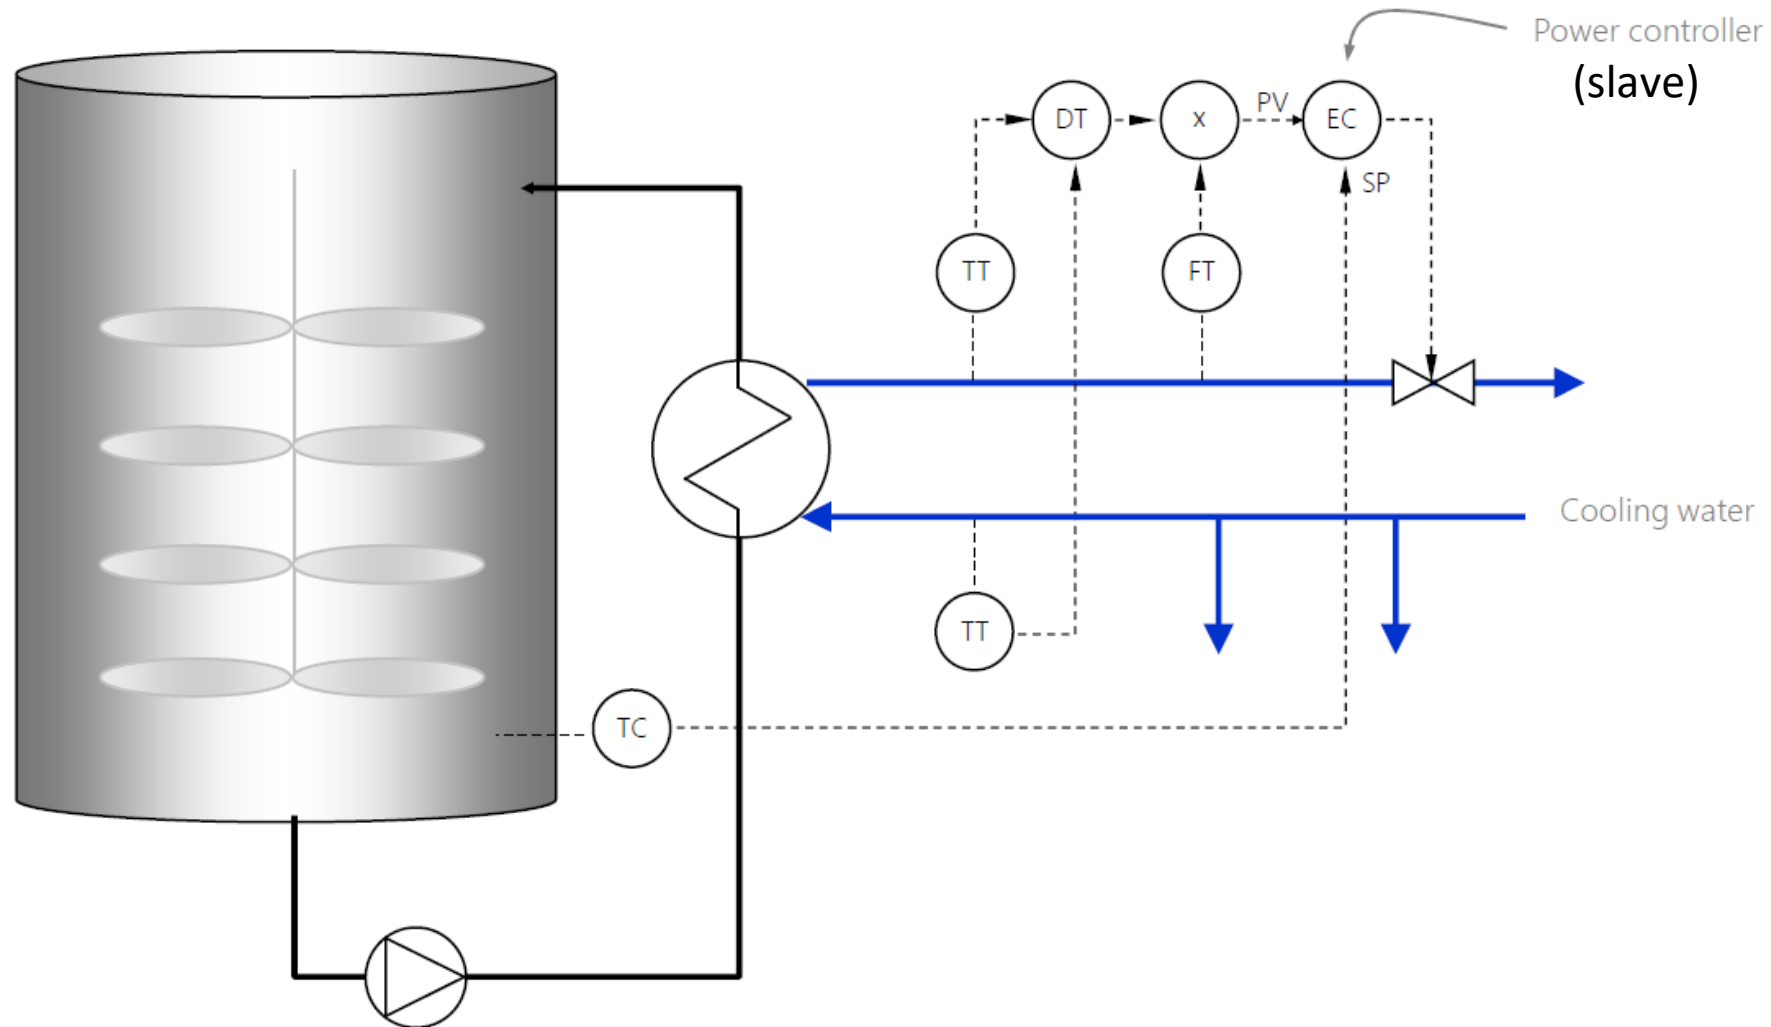 Power controller
(slave)
DT
x
PV
EC
SP
TT
FT
Cooling water
TT
TC